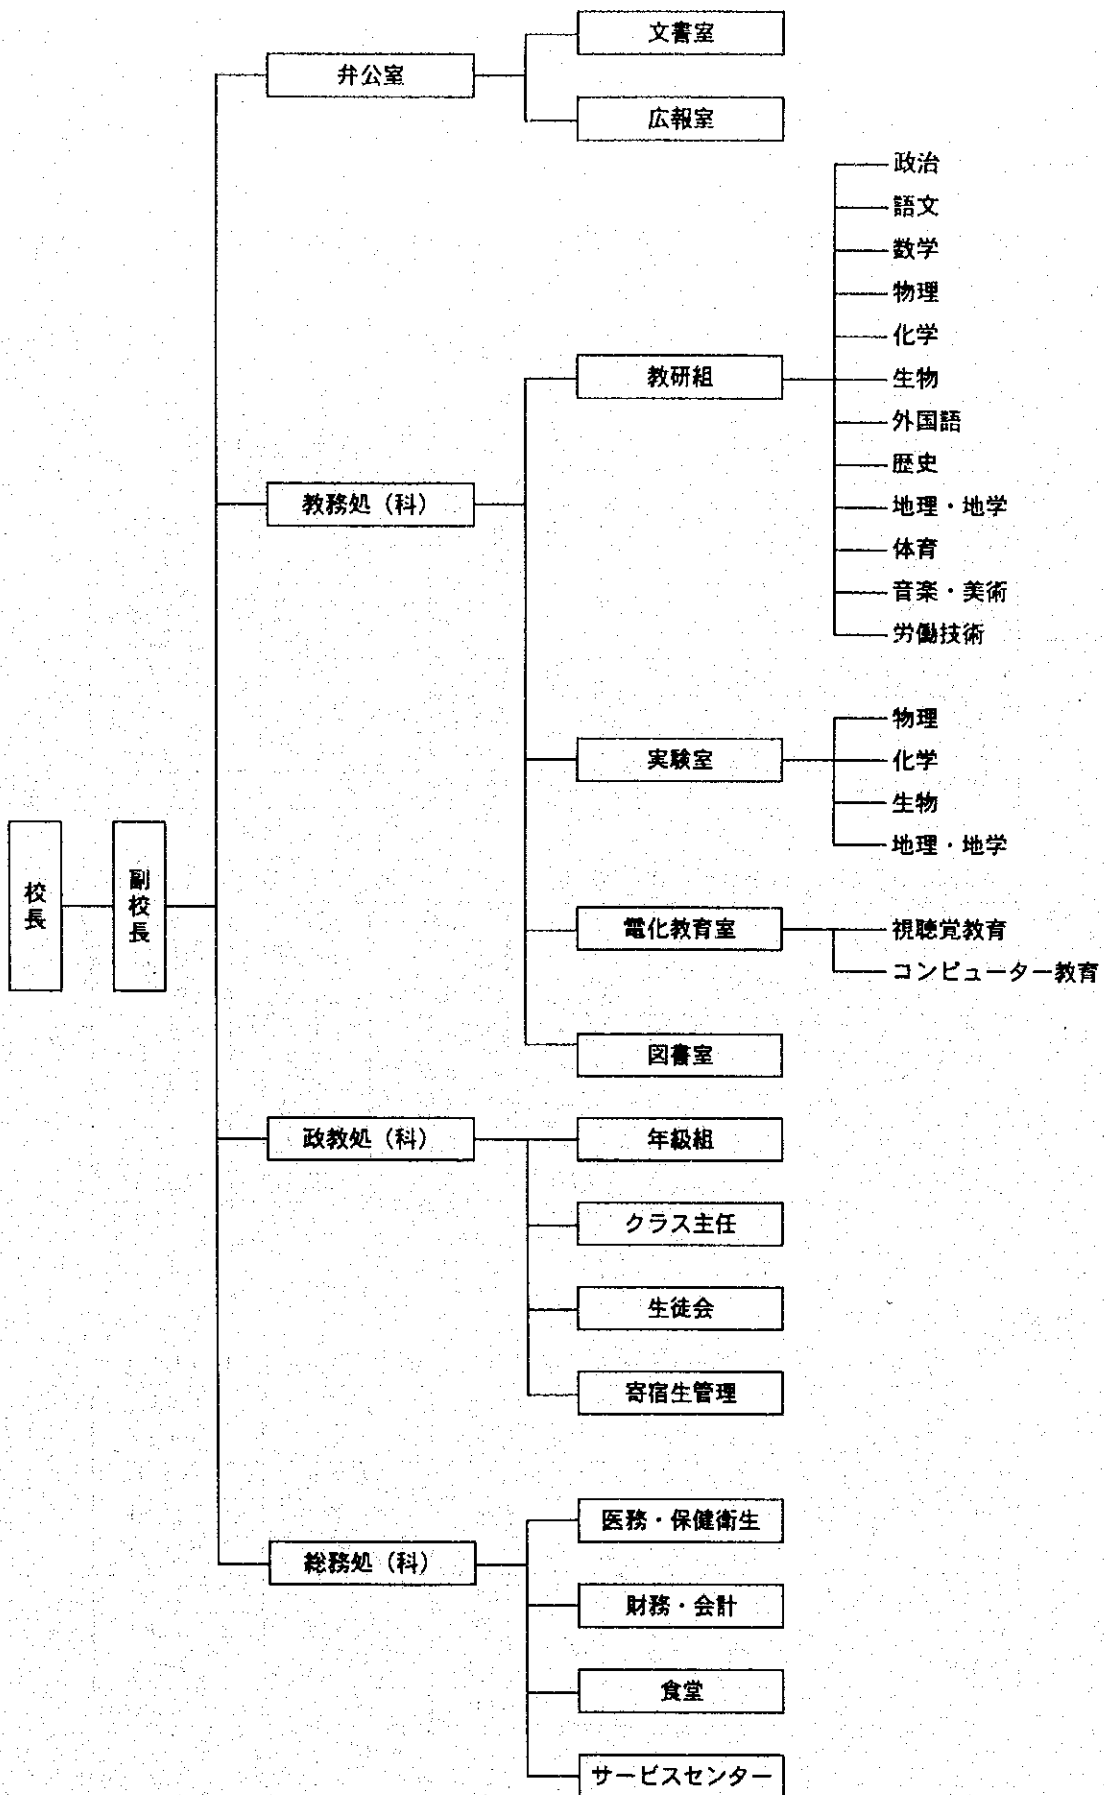 校長
副校長
弁公室
文書室
広報室
教務処（科）
教研組
政治
語文
数学
物理
化学
生物
外国語
歴史
地理・地学
体育
音楽・美術
労働技術
実験室
物理
化学
生物
地理・地学
電化教育室
視聴覚教育
コンピューター教育
図書室
政教処（科）
年級組
クラス主任
生徒会
寄宿生管理
総務処（科）
医務・保健衛生
財務・会計
食堂
サービスセンター